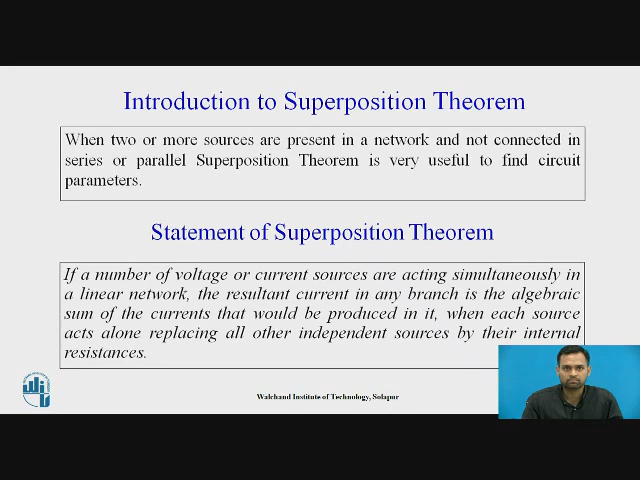 Introduction to Superposition Theorem
When two or more sources are present in a network and not connected in
series or parallel Superposition Theorem is very useful to find circuit
parameters.
Statement of Superposition Theorem
If a number of voltage or current sources are acting simultaneously in
a linear network, the resultant current in any branch is the algebraic
sum of the currents that would be produced in it, when each source
acts alone replacing all other independent sources by their internal
resistances.
Walchand Institute of Technology, Solapur